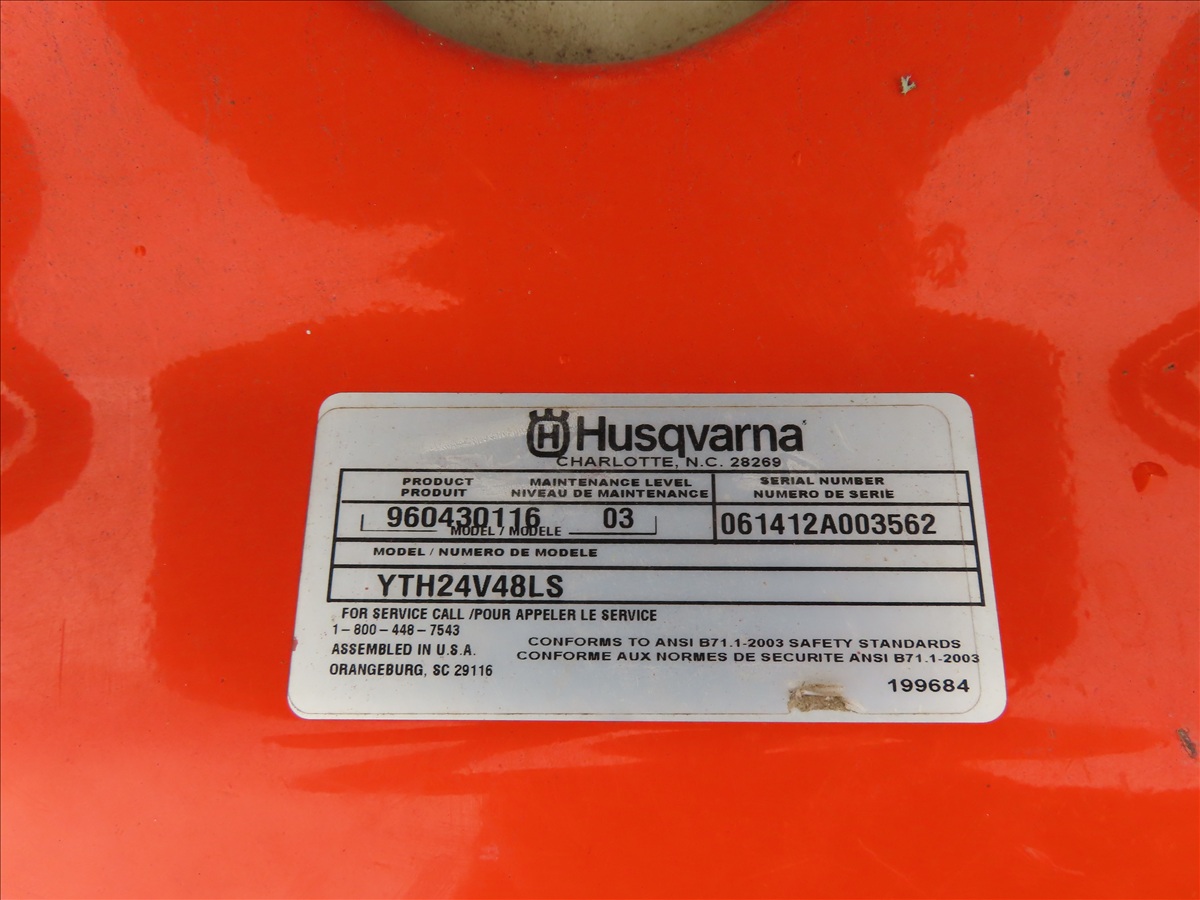 Husqvarna
CHARLOTTE, N.C. 28269
PRODUCT MAINTENANCE LEVEL SERIAL NUMBER
PRODUIT NIVEAU DE MAINTENANCE NUMERO DE SERIE
960430116 03 061412A003562
MODEL / MODELE
MODEL / NUMERO DE MODELE
YTH24V48LS
FOR SERVICE CALL /POUR APPELER LE SERVICE
1-800-448-7543
ASSEMBLED IN U.S.A. CONFORMS TO ANSI B71.1-2003 SAFETY STANDARDS
ORANGEBURG, SC 29116 CONFORME AUX NORMES DE SECURITE ANSI B71.1-2003
199684